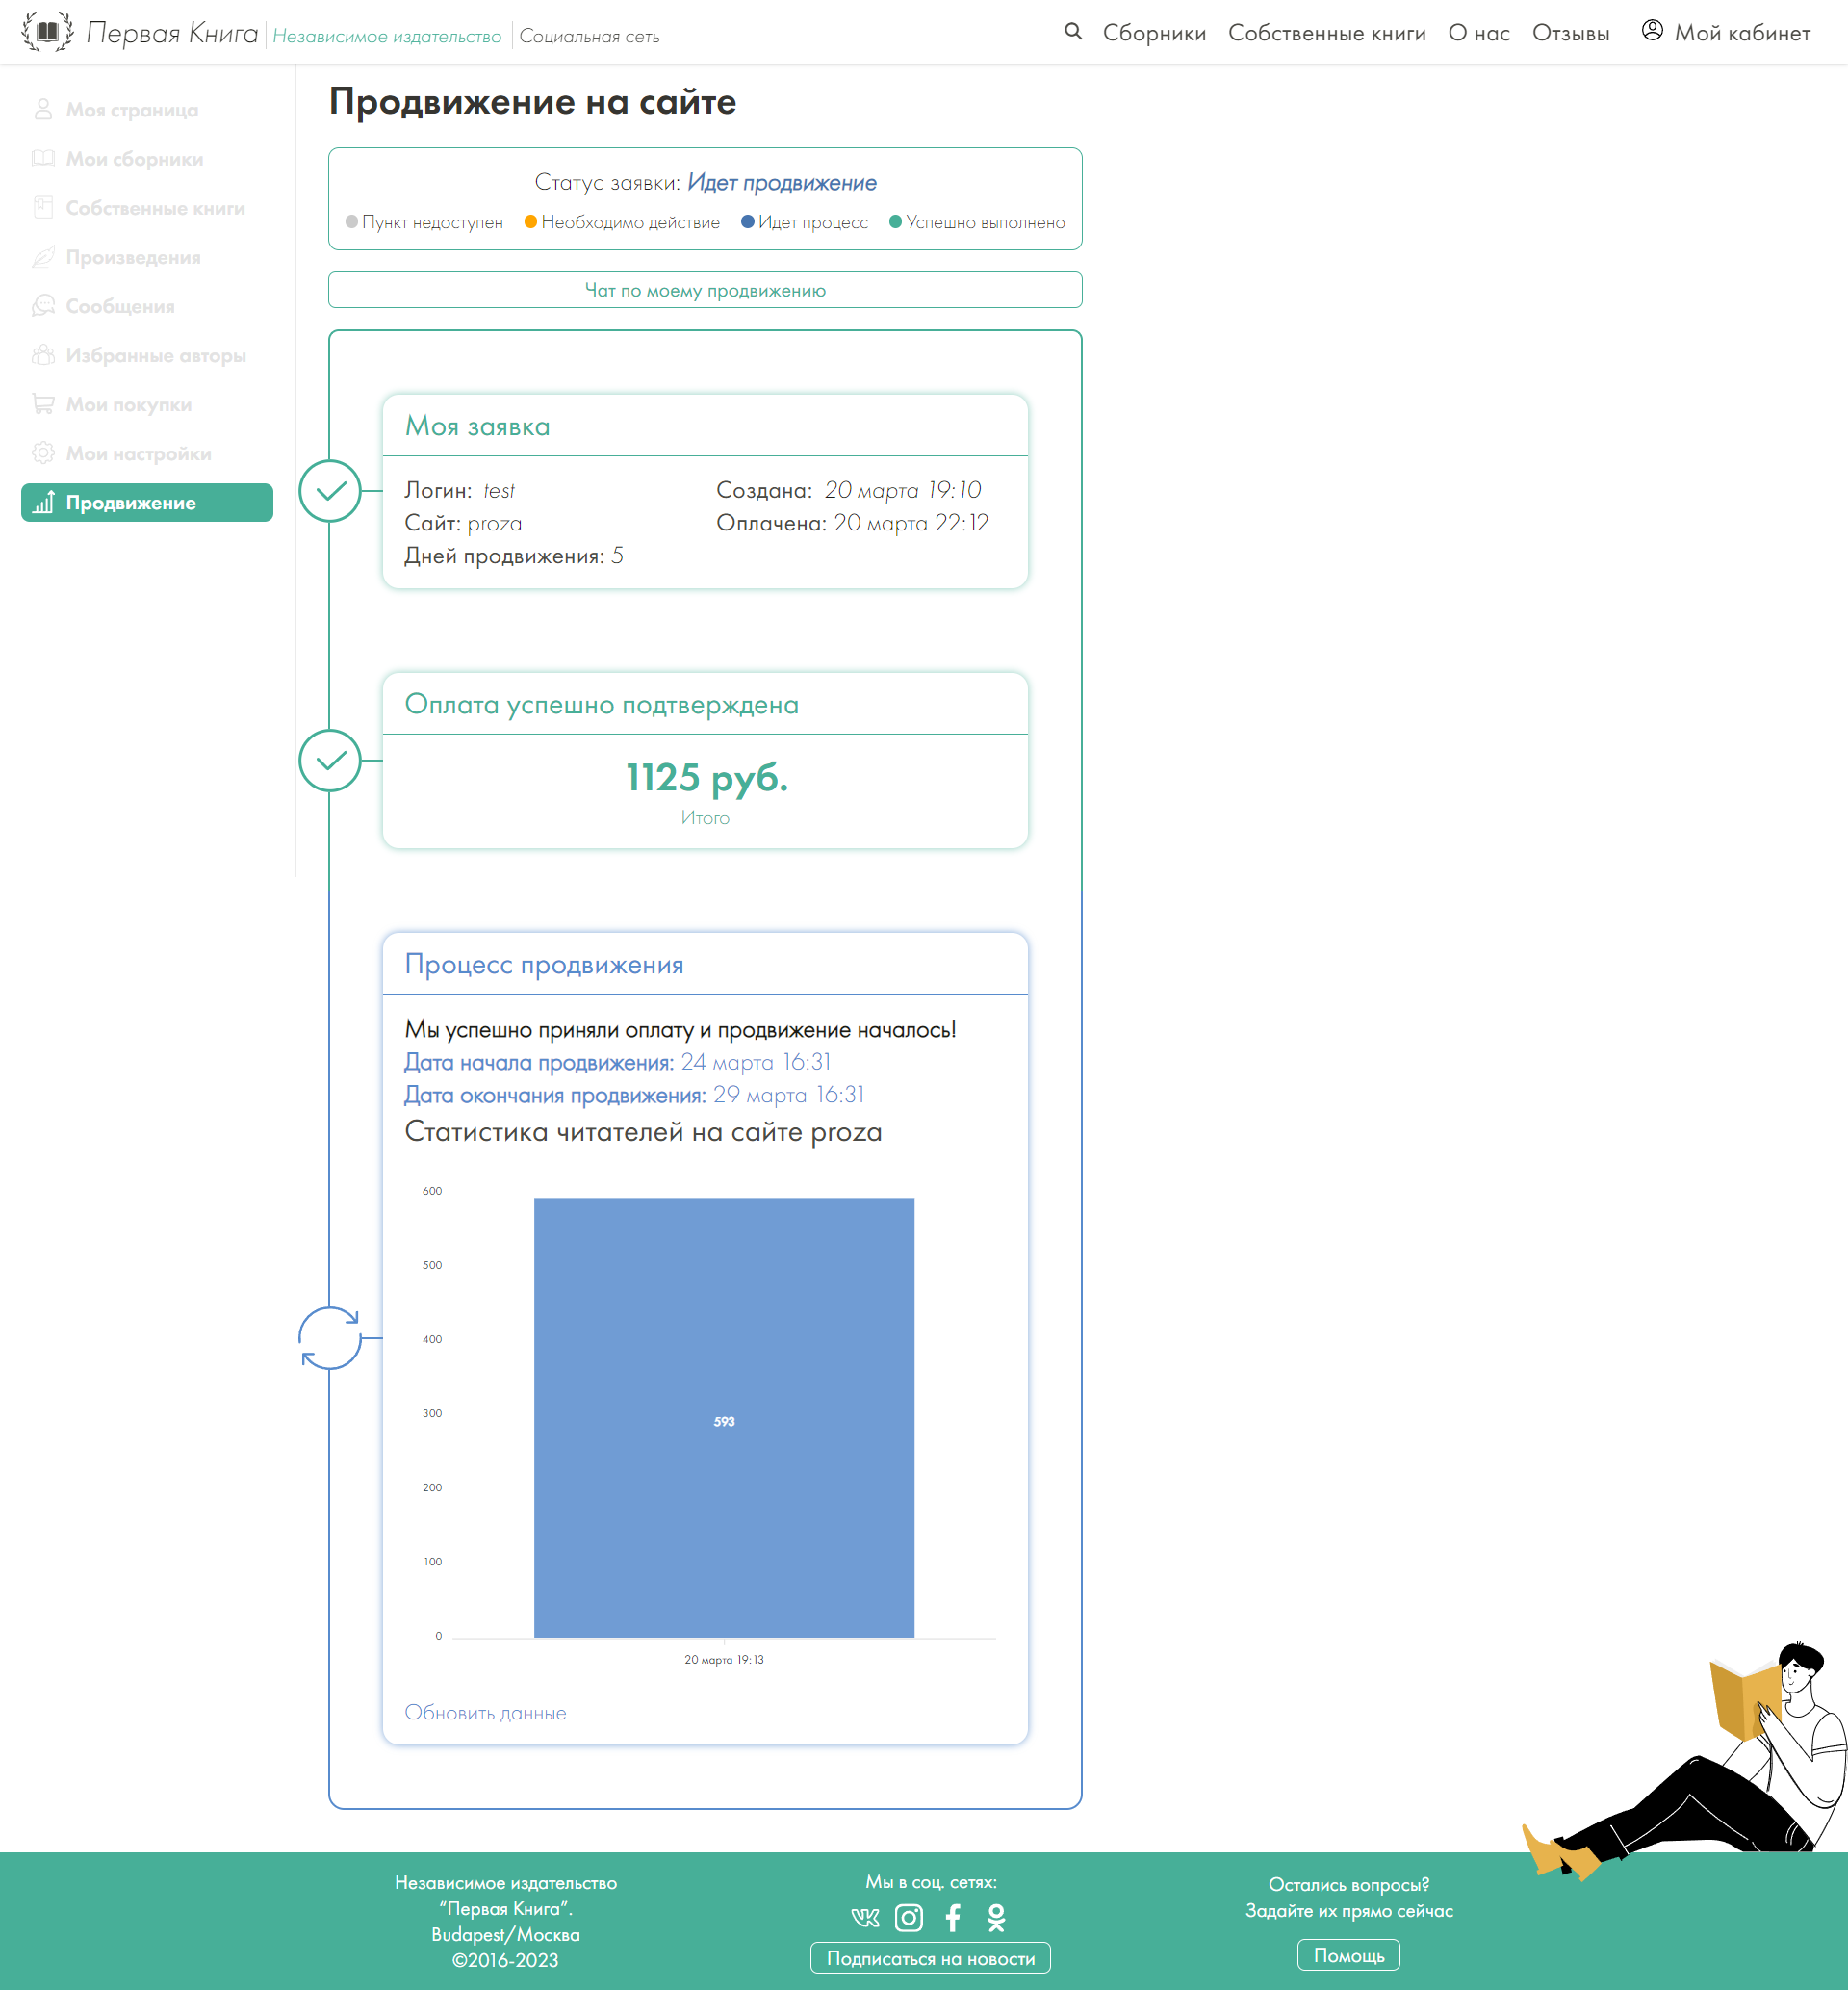 Первая Книга
Независимое издательство
Социальная сеть
Сборники
Собственные книги
О нас
Отзывы
Мой кабинет
Моя страница
Мои сборники
Собственные книги
Произведения
Сообщения
Избранные авторы
Мои покупки
Мои настройки
Продвижение
Продвижение на сайте
Статус заявки: Идет продвижение
Пункт недоступен
Необходимо действие
Идет процесс
Успешно выполнено
Чат по моему продвижению
Моя заявка
Логин: test
Сайт: proza
Дней продвижения: 5
Создана: 20 марта 19:10
Оплачена: 20 марта 22:12
Оплата успешно подтверждена
1125 руб.
Итого
Процесс продвижения
Мы успешно приняли оплату и продвижение началось!
Дата начала продвижения: 24 марта 16:31
Дата окончания продвижения: 29 марта 16:31
Статистика читателей на сайте proza
600
500
400
300
200
100
0
593
20 марта 19:13
Обновить данные
Независимое издательство
“Первая Книга”.
Budapest/Москва
©2016-2023
Мы в соц. сетях:
Подписаться на новости
Остались вопросы?
Задайте их прямо сейчас
Помощь